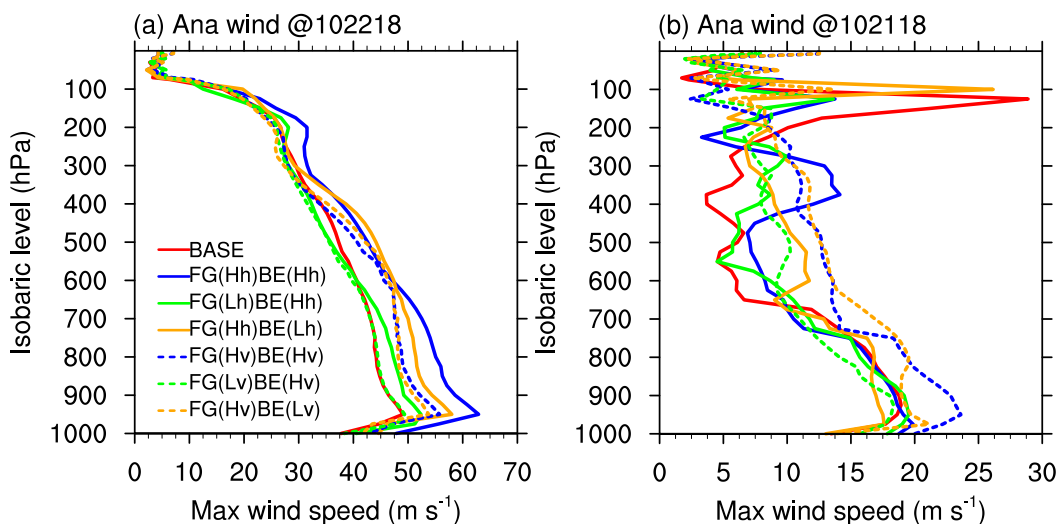 (a) Ana wind @102218
Isobaric level (hPa)
100
200
300
400
500
600
700
800
900
1000
BASE
FG(Hh)BE(Hh)
FG(Lh)BE(Hh)
FG(Hh)BE(Lh)
FG(Hv)BE(Hv)
FG(Lv)BE(Hv)
FG(Hv)BE(Lv)
0 10 20 30 40 50 60 70
Max wind speed (m s⁻¹)
(b) Ana wind @102118
Isobaric level (hPa)
100
200
300
400
500
600
700
800
900
1000
0 5 10 15 20 25 30
Max wind speed (m s⁻¹)